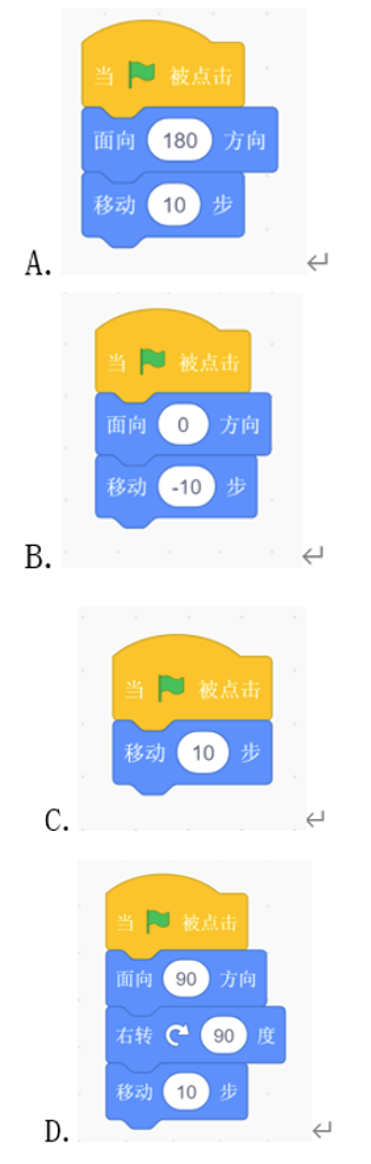 当 被点击
面向 180 方向
移动 10 步
A.
当 被点击
面向 0 方向
移动 -10 步
B.
当 被点击
移动 10 步
C.
当 被点击
面向 90 方向
右转 90 度
移动 10 步
D.